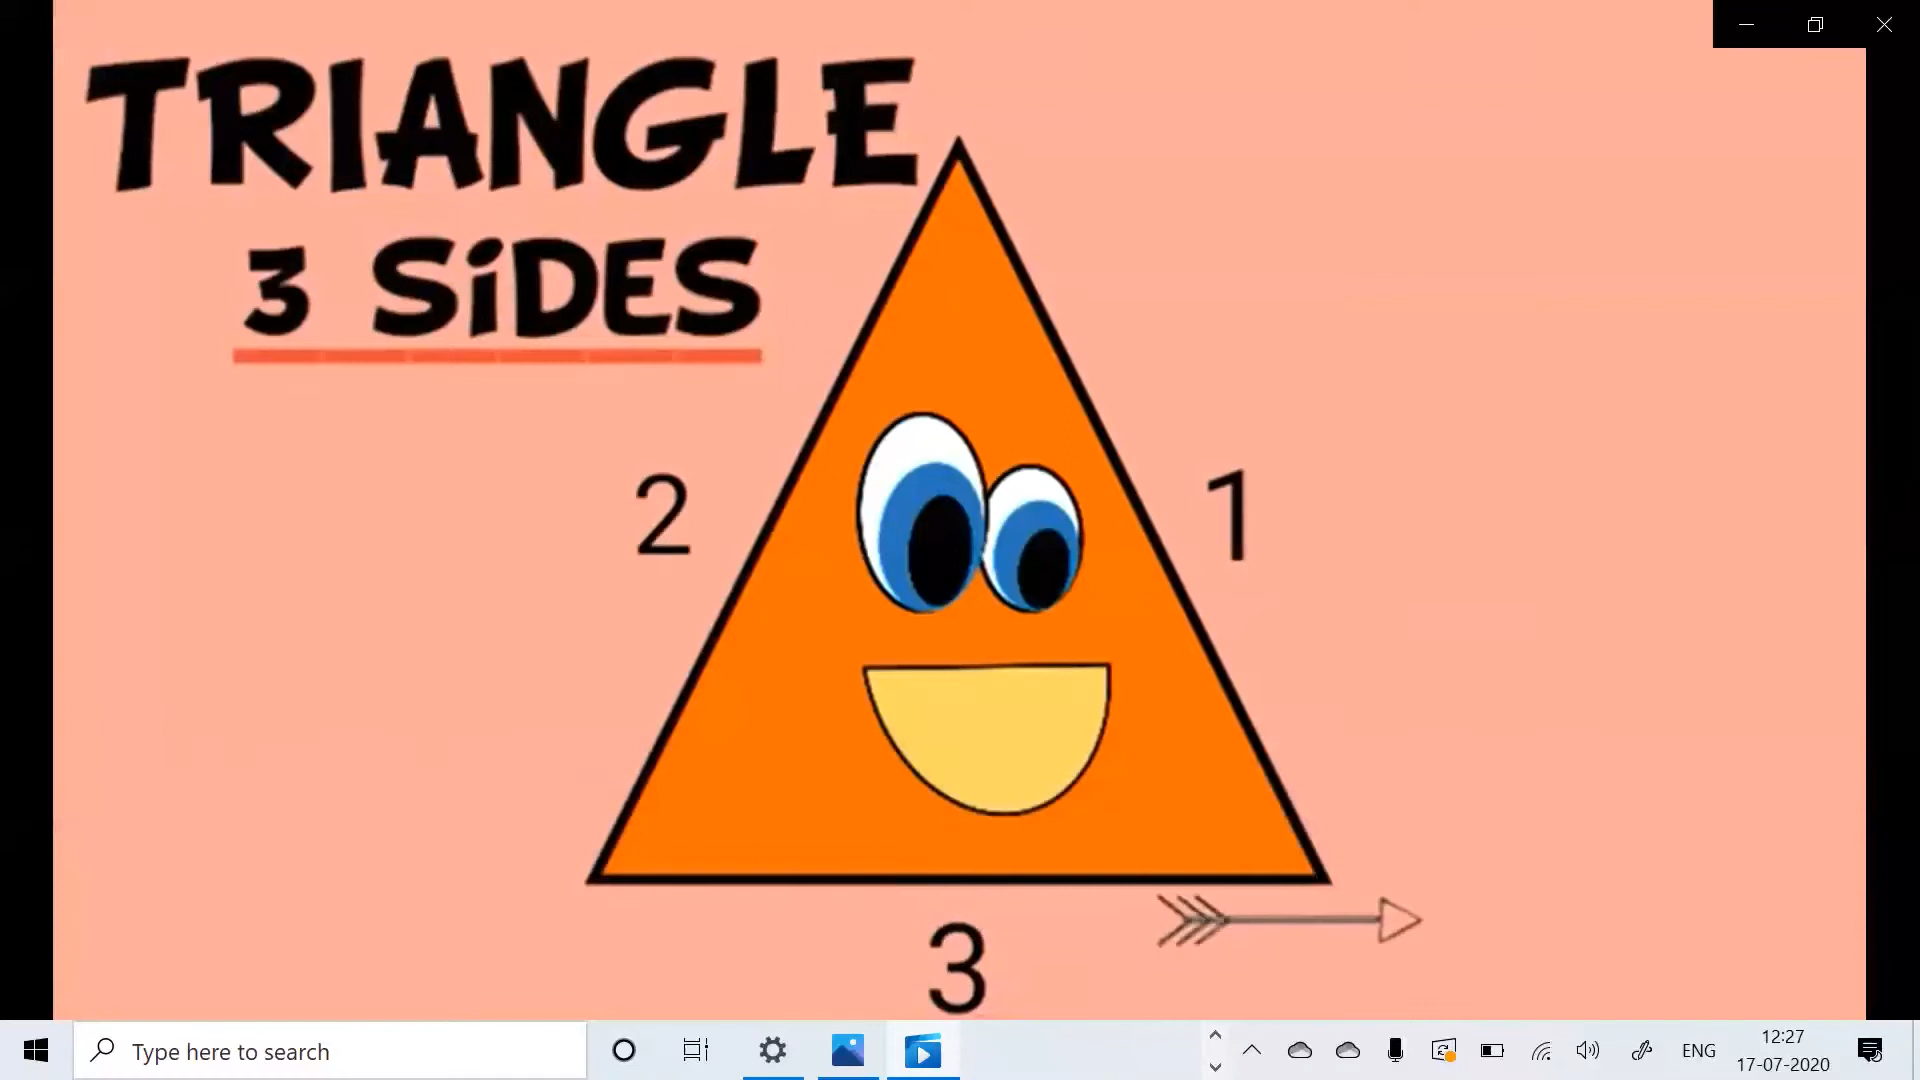 TRIANGLE
3 SiDES
2
1
3
Type here to search
ENG
12:27
17-07-2020